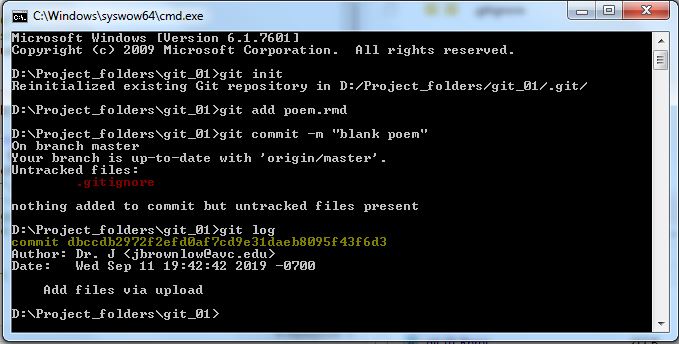 .gitignore
C:\Windows\syswow64\cmd.exe
Microsoft Windows [Version 6.1.7601]
Copyright (c) 2009 Microsoft Corporation.  All rights reserved.
D:\Project_folders\git_01>git init
Reinitialized existing Git repository in D:/Project_folders/git_01/.git/
D:\Project_folders\git_01>git add poem.rmd
D:\Project_folders\git_01>git commit -m "blank poem"
On branch master
Your branch is up-to-date with 'origin/master'.
Untracked files:
        .gitignore
nothing added to commit but untracked files present
D:\Project_folders\git_01>git log
commit dbccdb2972f2efd0af7cd9e31daeb8095f43f6d3
Author: Dr. J <jbrownlow@avc.edu>
Date:   Wed Sep 11 19:42:42 2019 -0700
    Add files via upload
D:\Project_folders\git_01>